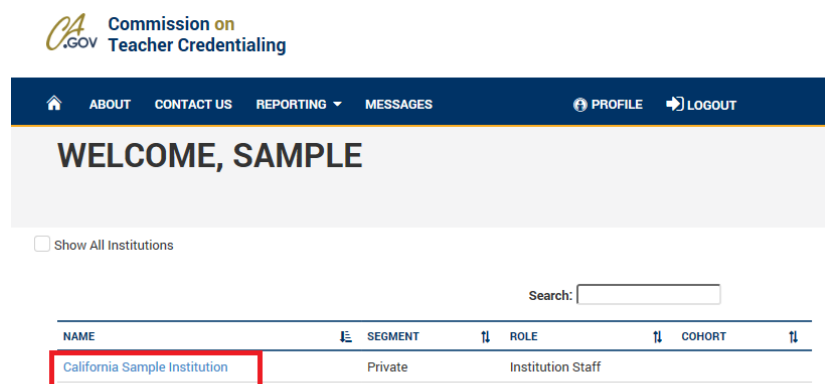 CA.GOV Commission on
Teacher Credentialing
ABOUT CONTACT US REPORTING MESSAGES PROFILE LOGOUT
WELCOME, SAMPLE
Show All Institutions
Search:
NAME SEGMENT ROLE COHORT
California Sample Institution Private Institution Staff